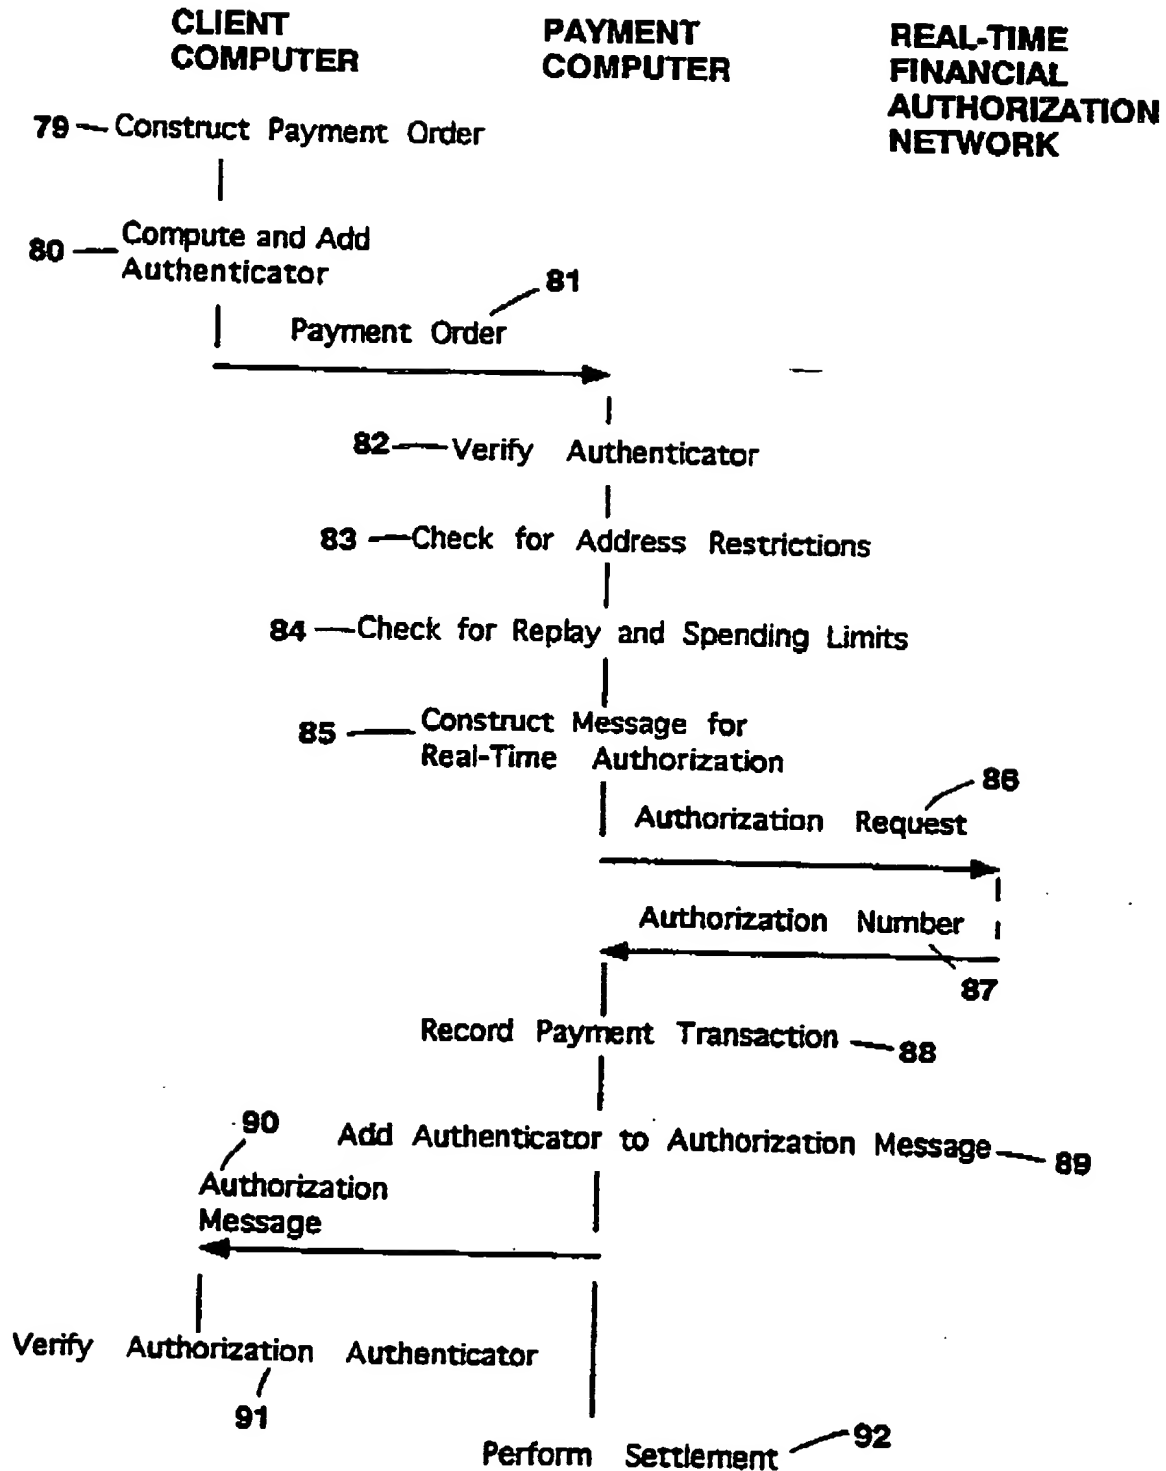 CLIENT
COMPUTER
PAYMENT
COMPUTER
REAL-TIME
FINANCIAL
AUTHORIZATION
NETWORK
79 Construct Payment Order
80 Compute and Add
Authenticator
81
Payment Order
82 Verify Authenticator
83 Check for Address Restrictions
84 Check for Replay and Spending Limits
85 Construct Message for
Real-Time Authorization
86
Authorization Request
Authorization Number
87
Record Payment Transaction 88
90
Add Authenticator to Authorization Message 89
Authorization
Message
Verify Authorization Authenticator
91
Perform Settlement 92